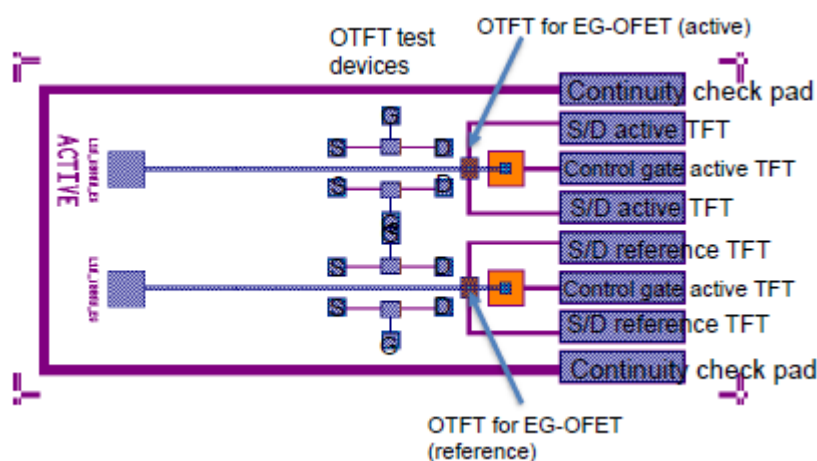 OTFT test
devices
OTFT for EG-OFET (active)
Continuity check pad
S/D active TFT
Control gate active TFT
S/D active TFT
S/D reference TFT
Control gate active TFT
S/D reference TFT
Continuity check pad
ACTIVE
G
S D
S D
G
S D
S D
G
OTFT for EG-OFET
(reference)